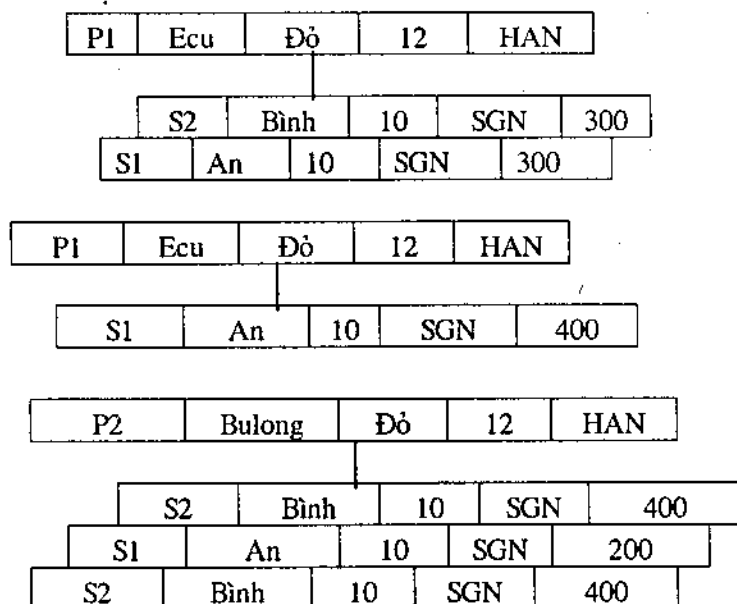 P1 Ecu Đỏ 12 HAN
S2 Bình 10 SGN 300
S1 An 10 SGN 300
P1 Ecu Đỏ 12 HAN
S1 An 10 SGN 400
P2 Bulong Đỏ 12 HAN
S2 Bình 10 SGN 400
S1 An 10 SGN 200
S2 Bình 10 SGN 400